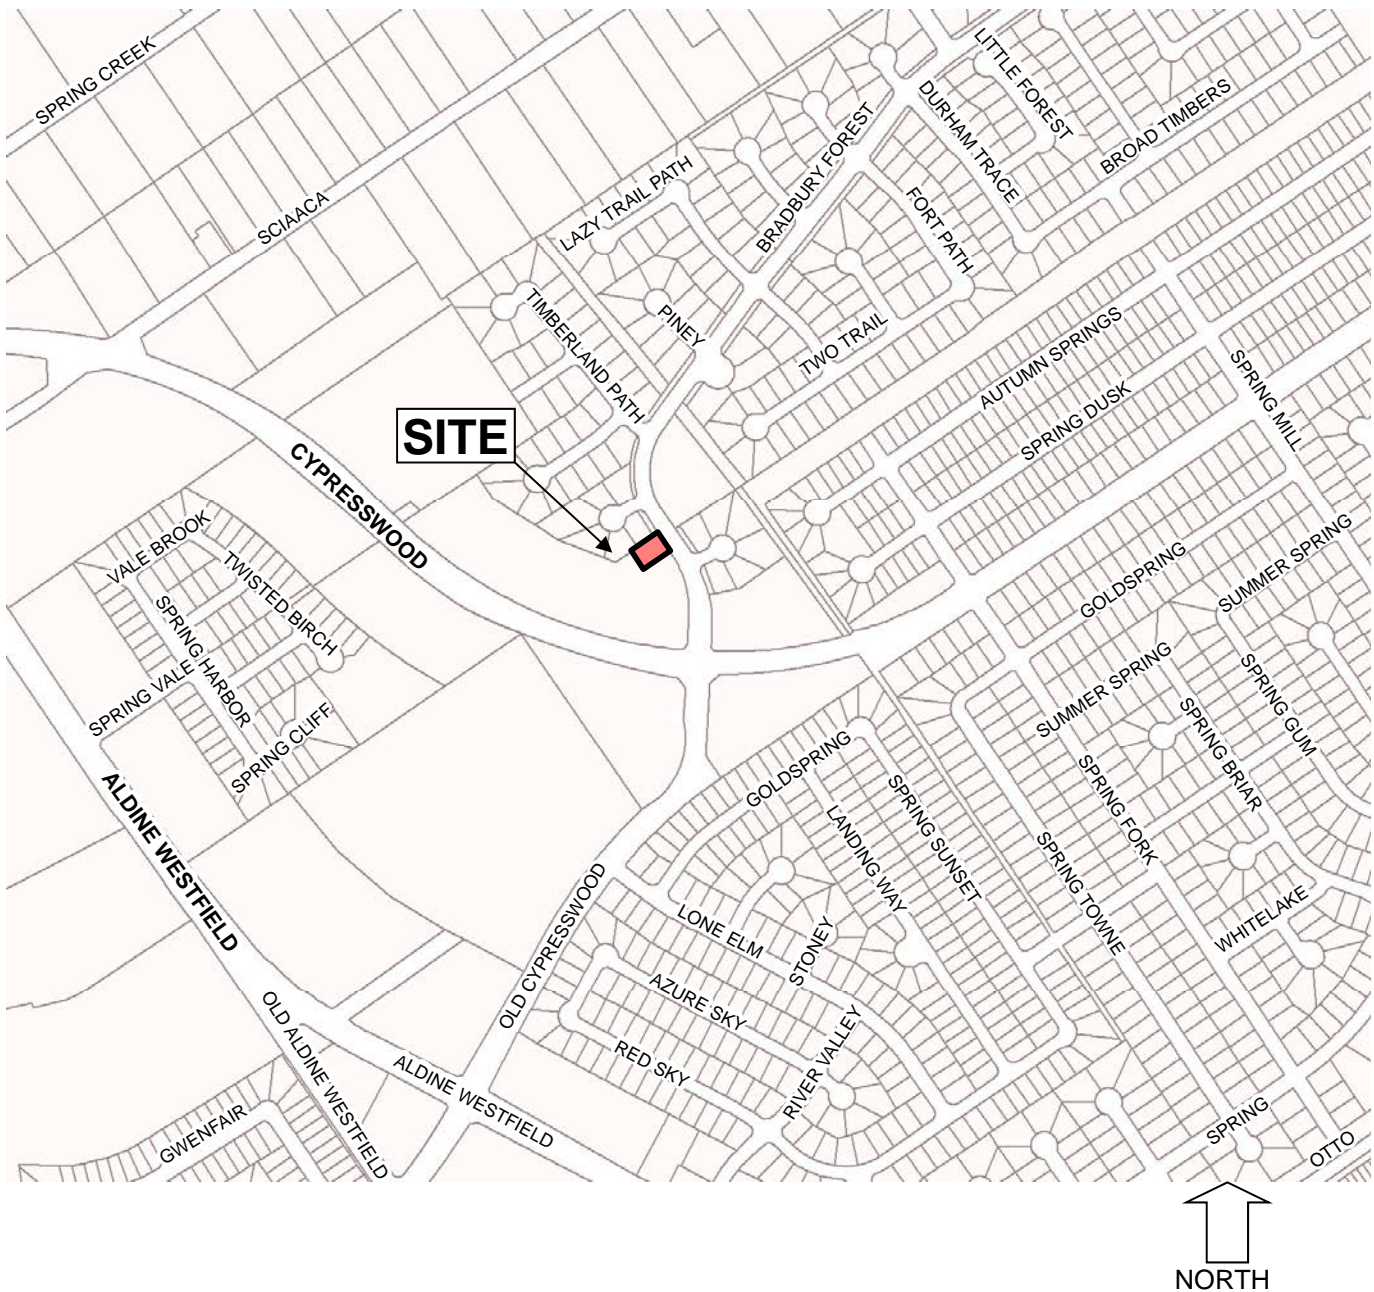 SPRING CREEK
LITTLE FOREST
DURHAM TRACE
BROAD TIMBERS
BRADBURY FOREST
LAZY TRAIL PATH
FORT PATH
SCIAACA
TIMBERLAND PATH
PINEY
TWO TRAIL
AUTUMN SPRINGS
SPRING DUSK
SPRING MILL
SITE
CYPRESSWOOD
VALE BROOK
TWISTED BIRCH
SPRING HARBOR
SPRING VALE
SPRING CLIFF
GOLDSPRING
SUMMER SPRING
SUMMER SPRING
SPRING GUM
SPRING BRIAR
SPRING FORK
GOLDSPRING
SPRING SUNSET
LANDING WAY
SPRING TOWNE
ALDINE WESTFIELD
OLD CYPRESSWOOD
LONE ELM
STONEY
WHITELAKE
AZURE SKY
RED SKY
RIVER VALLEY
OLD ALDINE WESTFIELD
ALDINE WESTFIELD
GWENFAIR
SPRING
OTTO
NORTH